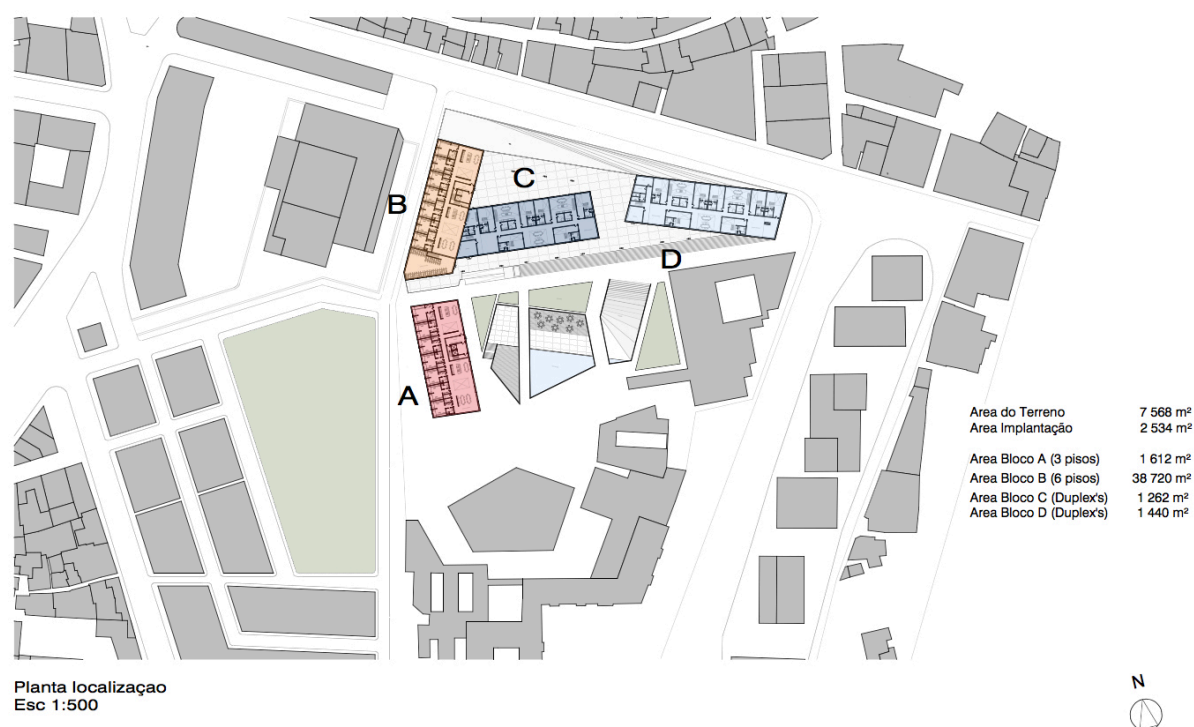 B
C
D
A
Area do Terreno 7 568 m²
Area Implantação 2 534 m²
Area Bloco A (3 pisos) 1 612 m²
Area Bloco B (6 pisos) 38 720 m²
Area Bloco C (Duplex's) 1 262 m²
Area Bloco D (Duplex's) 1 440 m²
Planta localizaçao
Esc 1:500
N